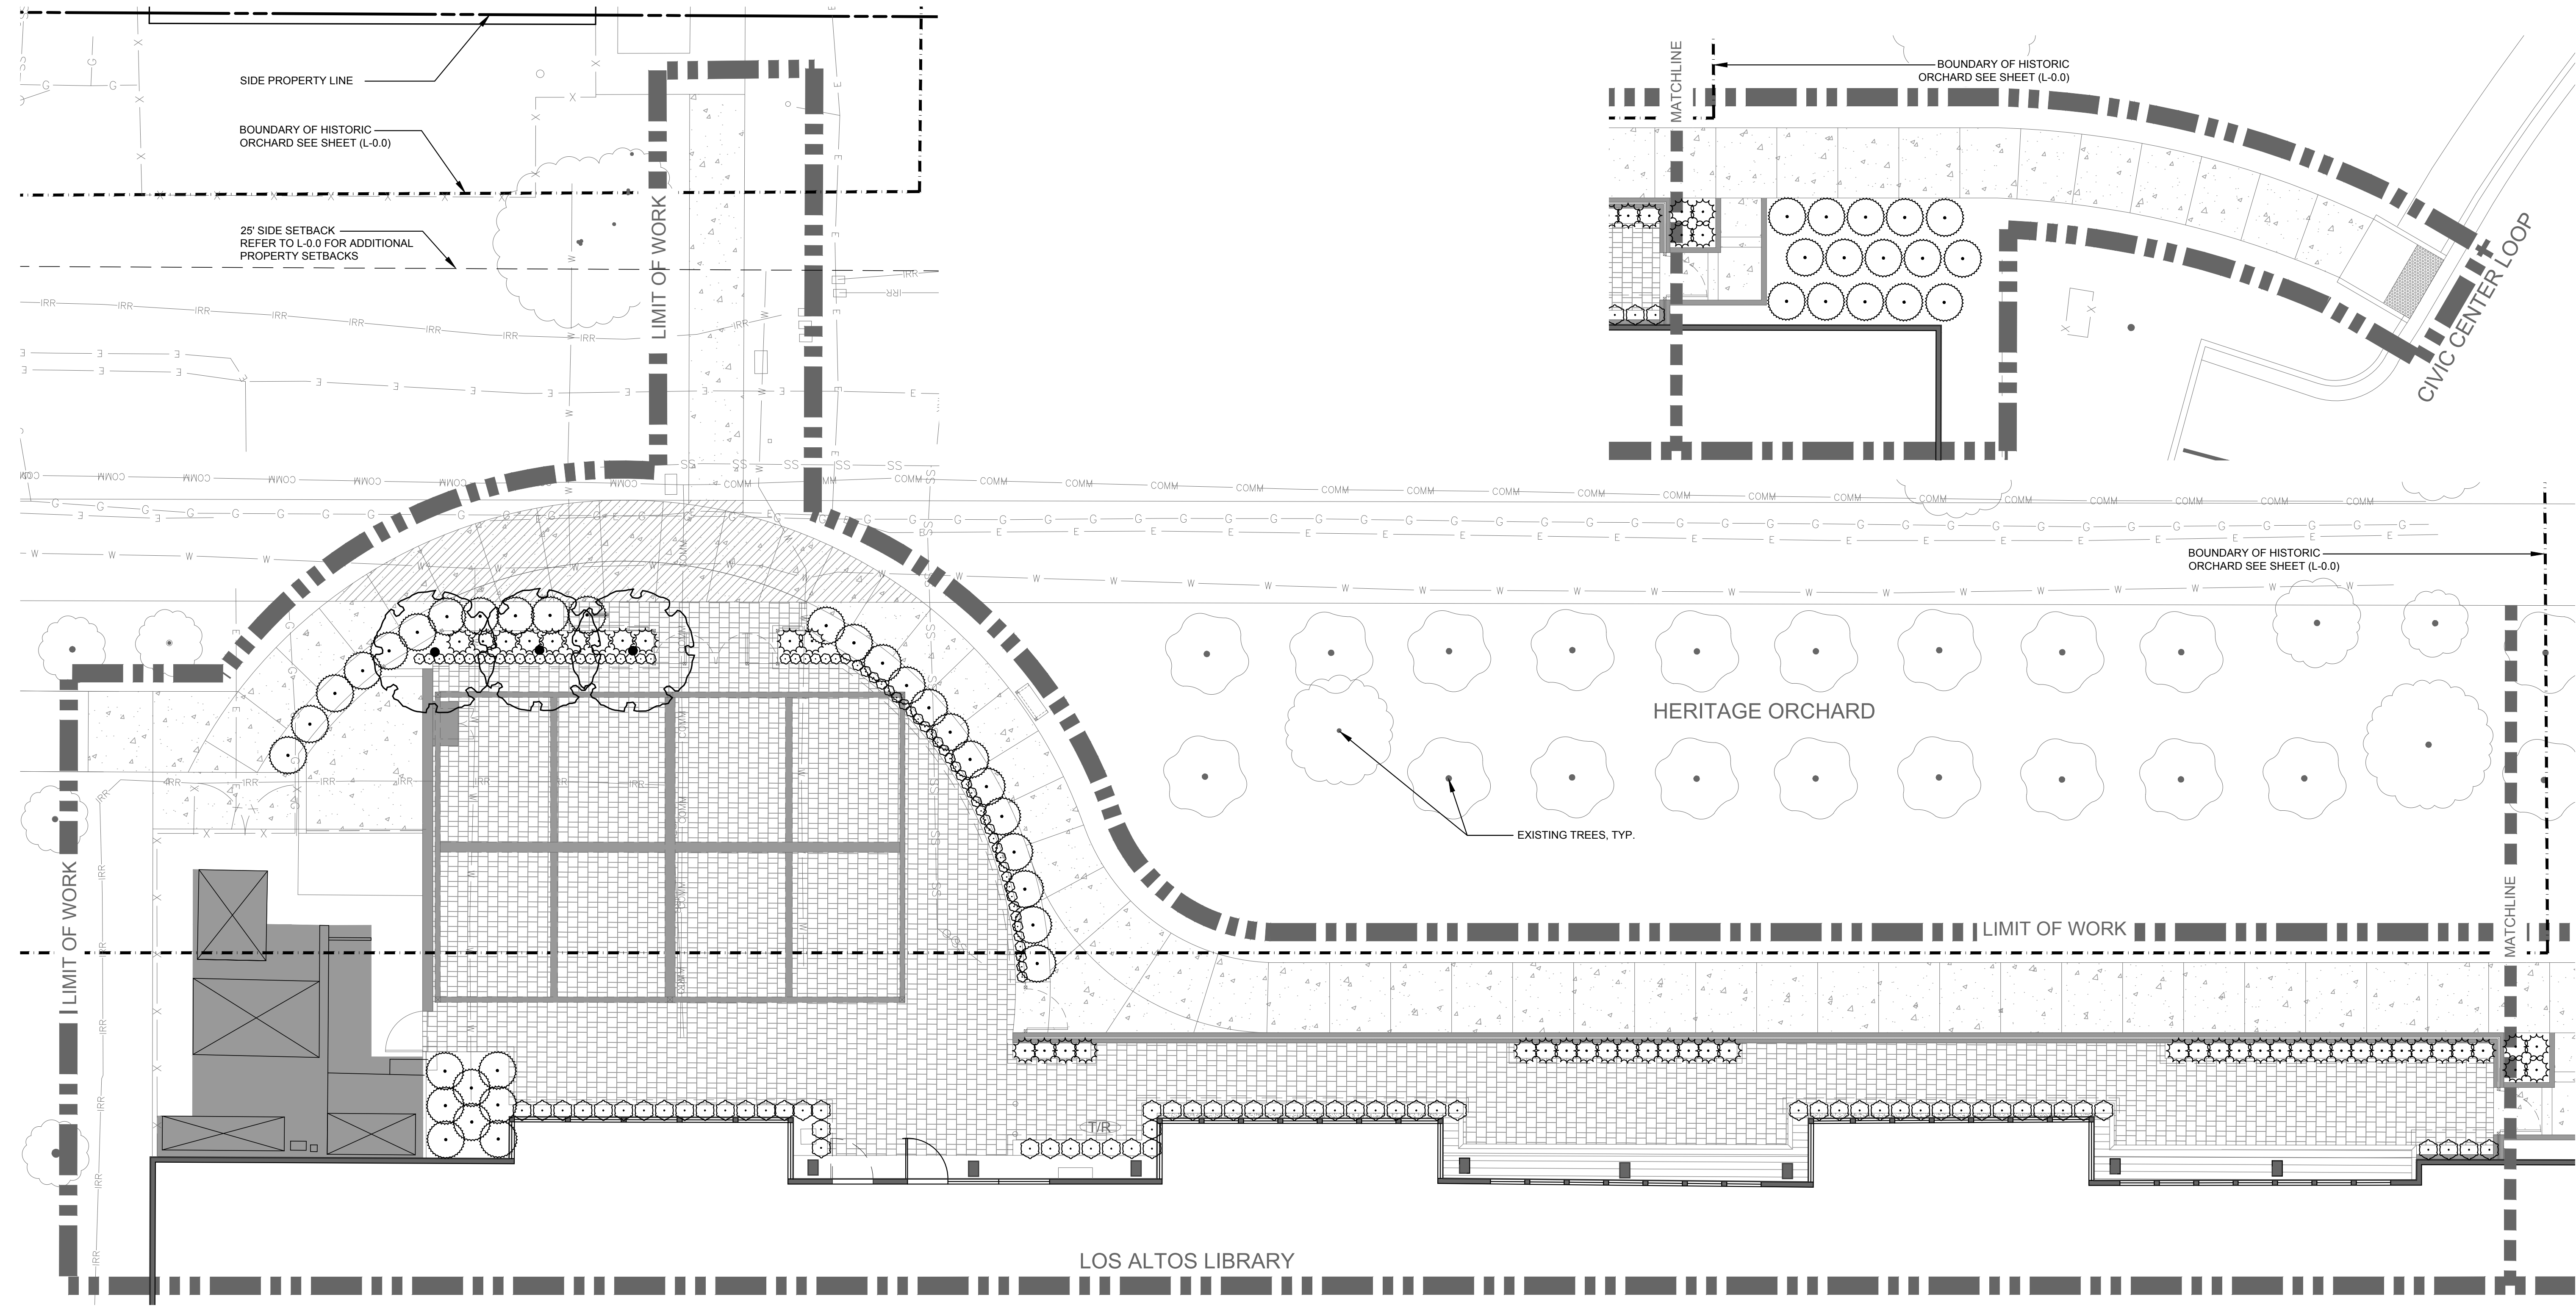 SIDE PROPERTY LINE
BOUNDARY OF HISTORIC
ORCHARD SEE SHEET (L-0.0)
25' SIDE SETBACK
REFER TO L-0.0 FOR ADDITIONAL
PROPERTY SETBACKS
LIMIT OF WORK
MATCHLINE
BOUNDARY OF HISTORIC
ORCHARD SEE SHEET (L-0.0)
CIVIC CENTER LOOP
BOUNDARY OF HISTORIC
ORCHARD SEE SHEET (L-0.0)
HERITAGE ORCHARD
EXISTING TREES, TYP.
LIMIT OF WORK
LIMIT OF WORK
MATCHLINE
T/R
LOS ALTOS LIBRARY